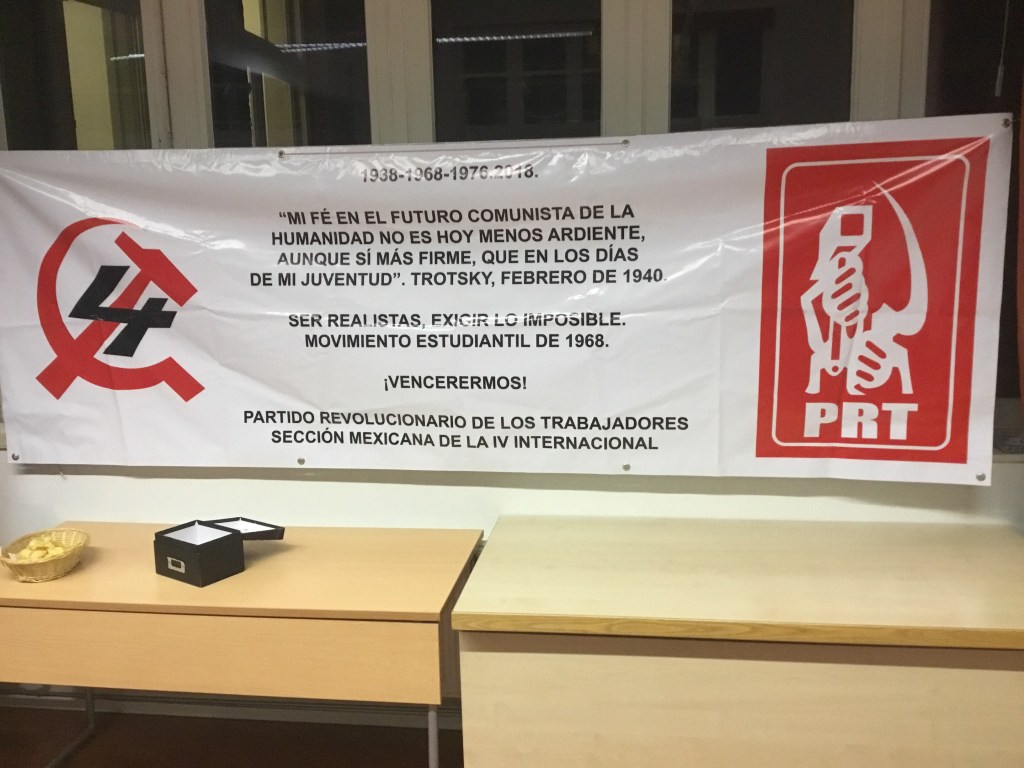 1938-1968-1976.2018.
“MI FÉ EN EL FUTURO COMUNISTA DE LA
HUMANIDAD NO ES HOY MENOS ARDIENTE,
AUNQUE SÍ MÁS FIRME, QUE EN LOS DÍAS
DE MI JUVENTUD”. TROTSKY, FEBRERO DE 1940.
SER REALISTAS, EXIGIR LO IMPOSIBLE.
MOVIMIENTO ESTUDIANTIL DE 1968.
¡VENCERERMOS!
PARTIDO REVOLUCIONARIO DE LOS TRABAJADORES
SECCIÓN MEXICANA DE LA IV INTERNACIONAL
4
PRT